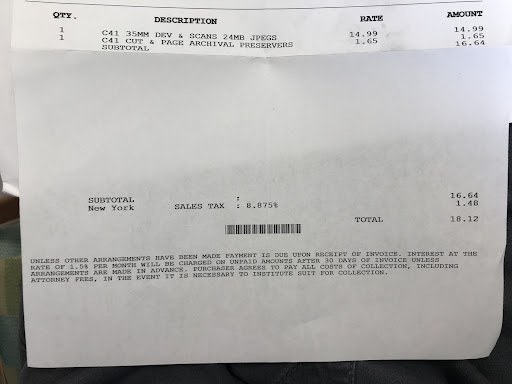 QTY. DESCRIPTION RATE AMOUNT
1 C41 35MM DEV & SCANS 24MB JPEGS 14.99 14.99
1 C41 CUT & PAGE ARCHIVAL PRESERVERS 1.65 1.65
SUBTOTAL 16.64
SUBTOTAL : 16.64
New York SALES TAX : 8.875% 1.48
TOTAL 18.12
UNLESS OTHER ARRANGEMENTS HAVE BEEN MADE PAYMENT IS DUE UPON RECEIPT OF INVOICE. INTEREST AT THE
RATE OF 1.5% PER MONTH WILL BE CHARGED ON UNPAID AMOUNTS AFTER 30 DAYS OF INVOICE UNLESS
ARRANGEMENTS ARE MADE IN ADVANCE. PURCHASER AGREES TO PAY ALL COSTS OF COLLECTION, INCLUDING
ATTORNEY FEES, IN THE EVENT IT IS NECESSARY TO INSTITUTE SUIT FOR COLLECTION.